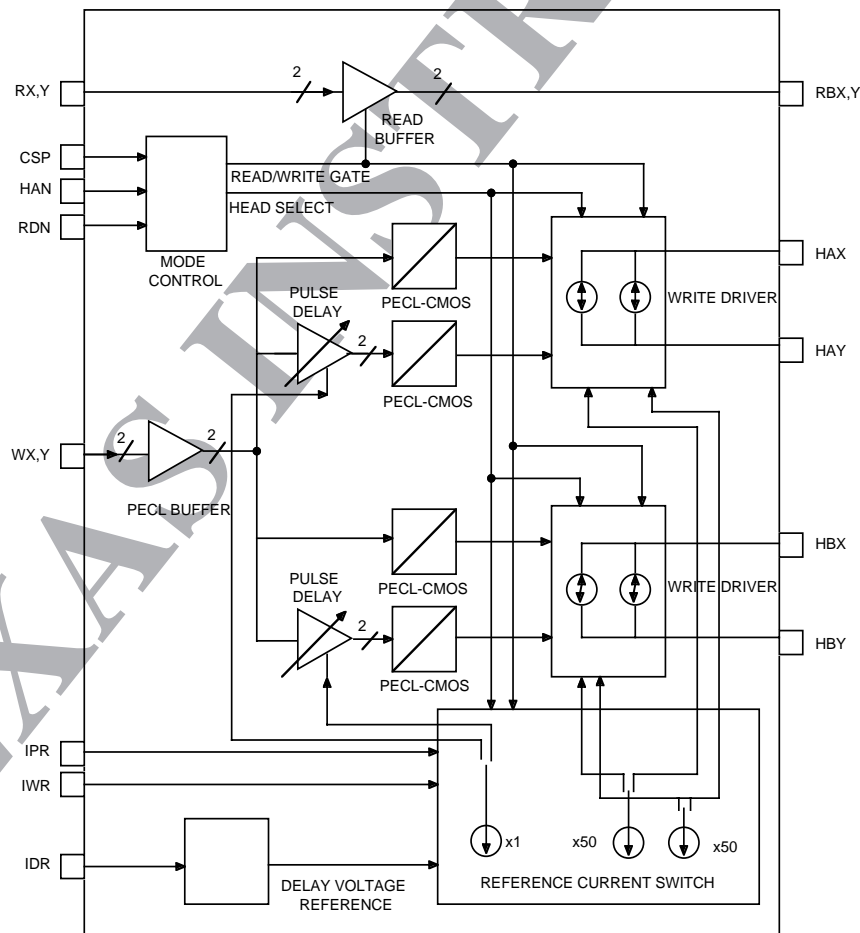 2
2
RX,Y
RBX,Y
READ
BUFFER
CSP
HAN
RDN
READ/WRITE GATE
HEAD SELECT
MODE
CONTROL
PULSE
DELAY
PECL-CMOS
2
PECL-CMOS
WRITE DRIVER
HAX
HAY
WX,Y
2
2
PECL BUFFER
PULSE
DELAY
PECL-CMOS
2
PECL-CMOS
WRITE DRIVER
HBX
HBY
IPR
IWR
IDR
DELAY VOLTAGE
REFERENCE
x1
x50
x50
REFERENCE CURRENT SWITCH
EXAS INSTR